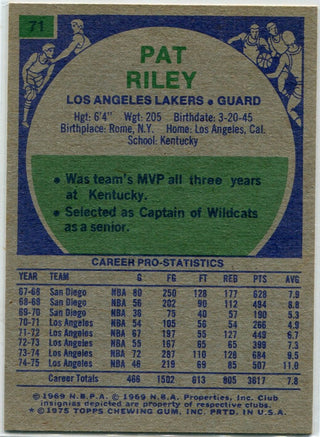 71
PAT
RILEY
LOS ANGELES LAKERS • GUARD
Hgt: 6'4" Wgt: 205 Birthdate: 3-20-45
Birthplace: Rome, N.Y. Home: Los Angeles, Cal.
School: Kentucky
• Was team's MVP all three years
at Kentucky.
• Selected as Captain of Wildcats
as a senior.
CAREER PRO-STATISTICS
YEAR TEAM G FG FT REB PTS AVG
67-68 San Diego NBA 80 250 128 177 628 7.9
68-69 San Diego NBA 56 202 90 112 494 8.8
69-70 San Diego NBA 36 75 40 57 190 5.3
70-71 Los Angeles NBA 54 105 56 54 266 4.9
71-72 Los Angeles NBA 67 197 55 127 449 6.7
72-73 Los Angeles NBA 55 167 65 65 399 7.3
73-74 Los Angeles NBA 72 287 110 128 684 9.5
74-75 Los Angeles NBA 46 219 69 85 507 11.0
Career Totals 466 1502 613 805 3617 7.8
© 1969 N.B.P.A. © 1969 N.B.A. Properties, Inc. Club
insignias depicted are property of respective clubs.
* © 1975 TOPPS CHEWING GUM, INC. PRTD. IN U.S.A.